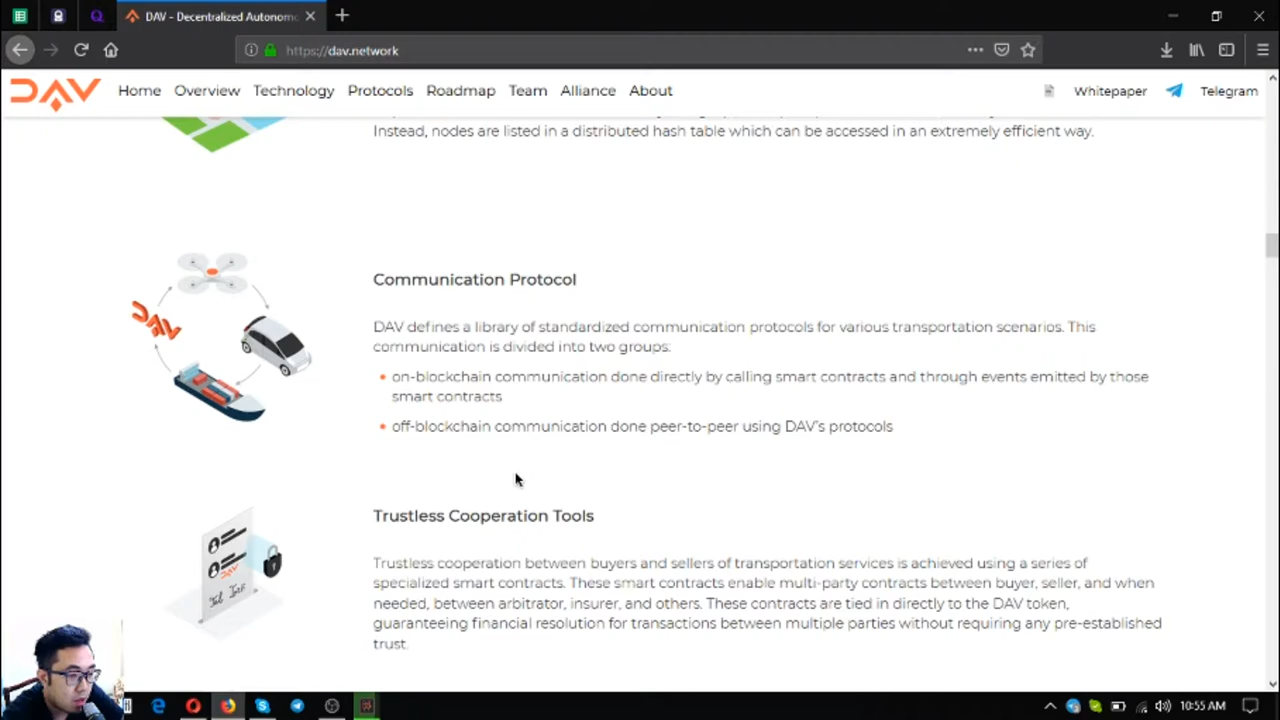 DAV - Decentralized Autonomo
https://dav.network
DAV Home Overview Technology Protocols Roadmap Team Alliance About Whitepaper Telegram
Instead, nodes are listed in a distributed hash table which can be accessed in an extremely efficient way.
Communication Protocol
DAV defines a library of standardized communication protocols for various transportation scenarios. This
communication is divided into two groups:
on-blockchain communication done directly by calling smart contracts and through events emitted by those
smart contracts
off-blockchain communication done peer-to-peer using DAV's protocols
DAV
Trustless Cooperation Tools
Trustless cooperation between buyers and sellers of transportation services is achieved using a series of
specialized smart contracts. These smart contracts enable multi-party contracts between buyer, seller, and when
needed, between arbitrator, insurer, and others. These contracts are tied in directly to the DAV token,
guaranteeing financial resolution for transactions between multiple parties without requiring any pre-established
trust.
DAV
10:55 AM